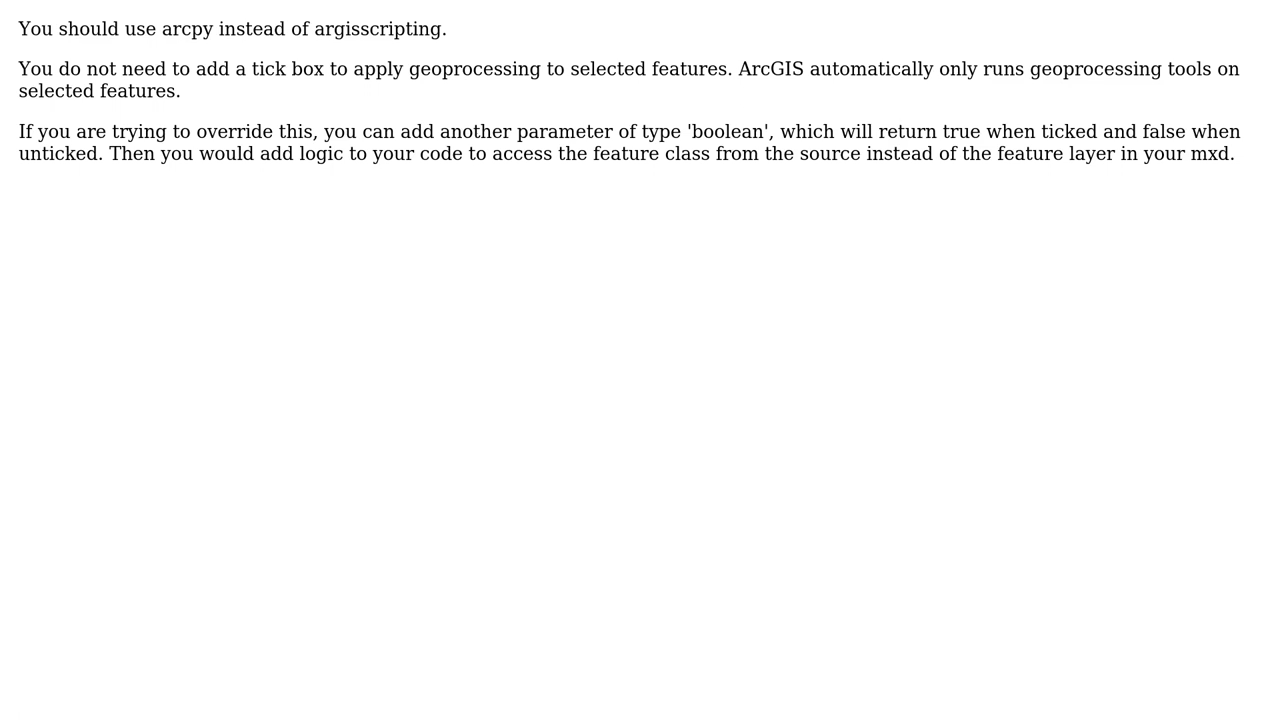 You should use arcpy instead of argisscripting.
You do not need to add a tick box to apply geoprocessing to selected features. ArcGIS automatically only runs geoprocessing tools on
selected features.
If you are trying to override this, you can add another parameter of type 'boolean', which will return true when ticked and false when
unticked. Then you would add logic to your code to access the feature class from the source instead of the feature layer in your mxd.